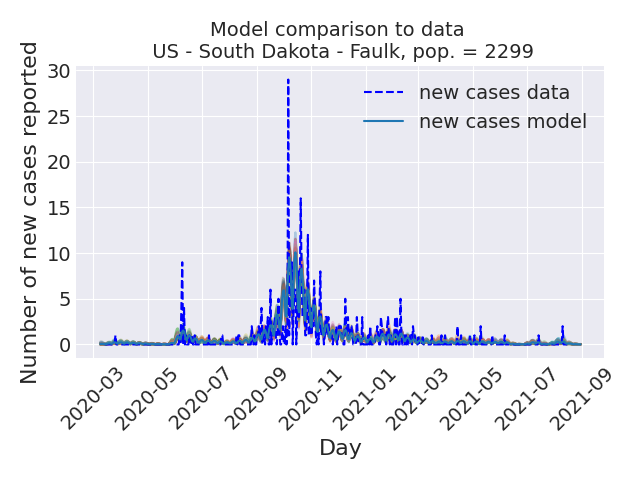 Model comparison to data
US - South Dakota - Faulk, pop. = 2299
Number of new cases reported
30
25
20
15
10
5
0
new cases data
new cases model
2020-03
2020-05
2020-07
2020-09
2020-11
2021-01
2021-03
2021-05
2021-07
2021-09
Day